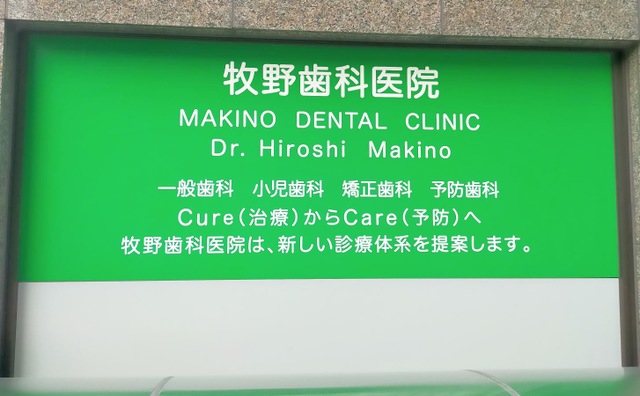 牧野歯科医院
MAKINO DENTAL CLINIC
Dr. Hiroshi Makino
一般歯科 小児歯科 矯正歯科 予防歯科
Cure(治療)からCare(予防)へ
牧野歯科医院は、新しい診療体系を提案します。